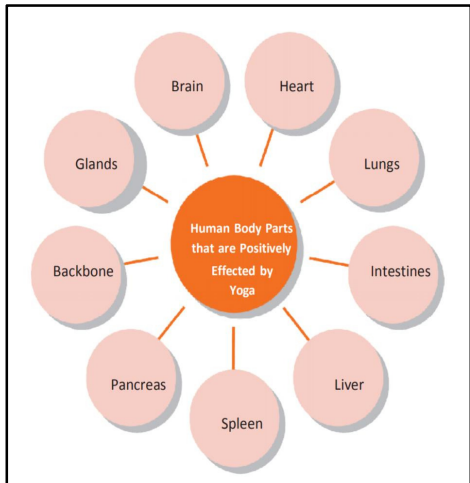 Brain
Heart
Glands
Lungs
Human Body Parts
that are Positively
Effected by
Yoga
Backbone
Intestines
Pancreas
Liver
Spleen